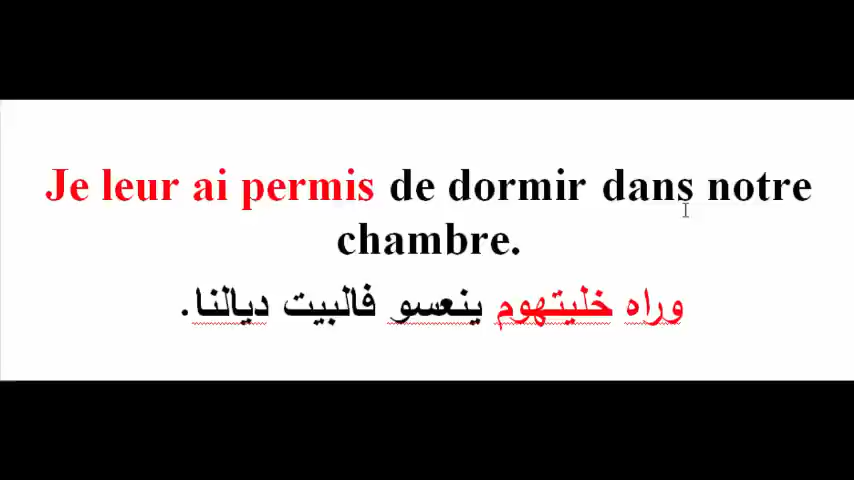 Je leur ai permis de dormir dans notre
chambre.
وراه خليتهوم ينعسو فالبيت ديالنا.